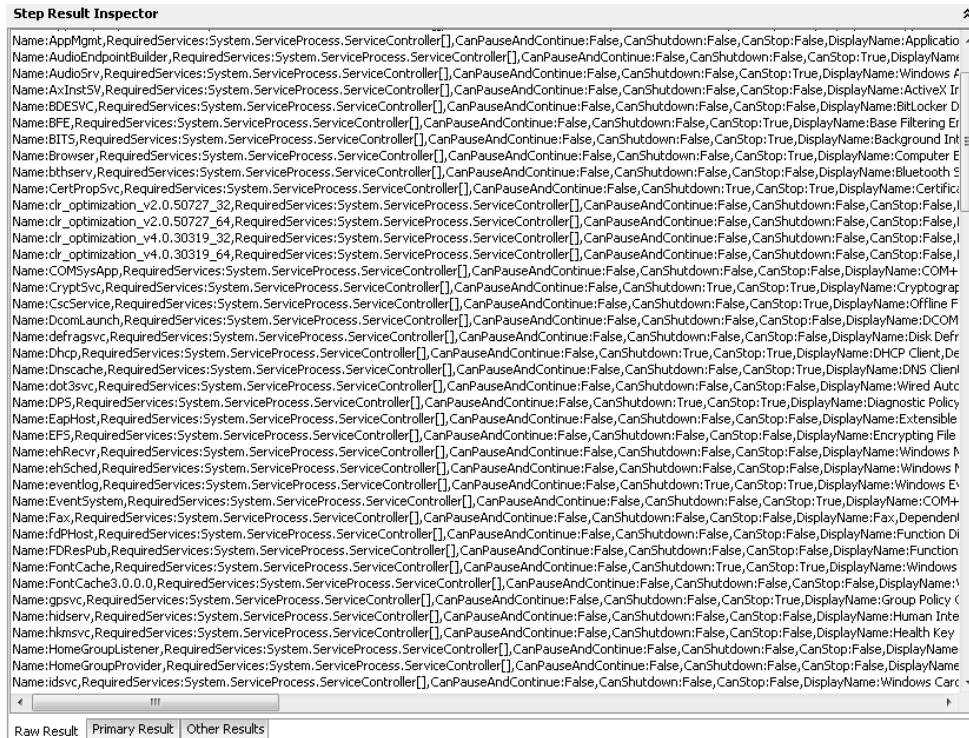 Step Result Inspector
Name:AppMgmt,RequiredServices:System.ServiceProcess.ServiceController[],CanPauseAndContinue:False,CanShutdown:False,CanStop:False,DisplayName:Applicatio
Name:AudioEndpointBuilder,RequiredServices:System.ServiceProcess.ServiceController[],CanPauseAndContinue:False,CanShutdown:False,CanStop:True,DisplayName
Name:AudioSrv,RequiredServices:System.ServiceProcess.ServiceController[],CanPauseAndContinue:False,CanShutdown:False,CanStop:True,DisplayName:Windows A
Name:AxInstSV,RequiredServices:System.ServiceProcess.ServiceController[],CanPauseAndContinue:False,CanShutdown:False,CanStop:False,DisplayName:ActiveX Ir
Name:BDESVC,RequiredServices:System.ServiceProcess.ServiceController[],CanPauseAndContinue:False,CanShutdown:False,CanStop:False,DisplayName:BitLocker D
Name:BFE,RequiredServices:System.ServiceProcess.ServiceController[],CanPauseAndContinue:False,CanShutdown:False,CanStop:True,DisplayName:Base Filtering Er
Name:BITS,RequiredServices:System.ServiceProcess.ServiceController[],CanPauseAndContinue:False,CanShutdown:False,CanStop:True,DisplayName:Background Int
Name:Browser,RequiredServices:System.ServiceProcess.ServiceController[],CanPauseAndContinue:False,CanShutdown:False,CanStop:True,DisplayName:Computer E
Name:bthserv,RequiredServices:System.ServiceProcess.ServiceController[],CanPauseAndContinue:False,CanShutdown:False,CanStop:False,DisplayName:Bluetooth S
Name:CertPropSvc,RequiredServices:System.ServiceProcess.ServiceController[],CanPauseAndContinue:False,CanShutdown:True,CanStop:True,DisplayName:Certifica
Name:clr_optimization_v2.0.50727_32,RequiredServices:System.ServiceProcess.ServiceController[],CanPauseAndContinue:False,CanShutdown:False,CanStop:False,
Name:clr_optimization_v2.0.50727_64,RequiredServices:System.ServiceProcess.ServiceController[],CanPauseAndContinue:False,CanShutdown:False,CanStop:False,
Name:clr_optimization_v4.0.30319_32,RequiredServices:System.ServiceProcess.ServiceController[],CanPauseAndContinue:False,CanShutdown:False,CanStop:False,
Name:clr_optimization_v4.0.30319_64,RequiredServices:System.ServiceProcess.ServiceController[],CanPauseAndContinue:False,CanShutdown:False,CanStop:False,
Name:COMSysApp,RequiredServices:System.ServiceProcess.ServiceController[],CanPauseAndContinue:False,CanShutdown:False,CanStop:False,DisplayName:COM+
Name:CryptSvc,RequiredServices:System.ServiceProcess.ServiceController[],CanPauseAndContinue:False,CanShutdown:True,CanStop:True,DisplayName:Cryptograp
Name:CscService,RequiredServices:System.ServiceProcess.ServiceController[],CanPauseAndContinue:False,CanShutdown:False,CanStop:True,DisplayName:Offline F
Name:DcomLaunch,RequiredServices:System.ServiceProcess.ServiceController[],CanPauseAndContinue:False,CanShutdown:False,CanStop:False,DisplayName:DCOM
Name:defragsvc,RequiredServices:System.ServiceProcess.ServiceController[],CanPauseAndContinue:False,CanShutdown:False,CanStop:False,DisplayName:Disk Defr
Name:Dhcp,RequiredServices:System.ServiceProcess.ServiceController[],CanPauseAndContinue:False,CanShutdown:True,CanStop:True,DisplayName:DHCP Client,De
Name:Dnscache,RequiredServices:System.ServiceProcess.ServiceController[],CanPauseAndContinue:False,CanShutdown:False,CanStop:True,DisplayName:DNS Client
Name:dot3svc,RequiredServices:System.ServiceProcess.ServiceController[],CanPauseAndContinue:False,CanShutdown:False,CanStop:False,DisplayName:Wired Autc
Name:DPS,RequiredServices:System.ServiceProcess.ServiceController[],CanPauseAndContinue:False,CanShutdown:True,CanStop:True,DisplayName:Diagnostic Policy
Name:EapHost,RequiredServices:System.ServiceProcess.ServiceController[],CanPauseAndContinue:False,CanShutdown:False,CanStop:False,DisplayName:Extensible
Name:EFS,RequiredServices:System.ServiceProcess.ServiceController[],CanPauseAndContinue:False,CanShutdown:False,CanStop:False,DisplayName:Encrypting File
Name:ehRecvr,RequiredServices:System.ServiceProcess.ServiceController[],CanPauseAndContinue:False,CanShutdown:False,CanStop:False,DisplayName:Windows M
Name:ehSched,RequiredServices:System.ServiceProcess.ServiceController[],CanPauseAndContinue:False,CanShutdown:False,CanStop:False,DisplayName:Windows M
Name:eventlog,RequiredServices:System.ServiceProcess.ServiceController[],CanPauseAndContinue:False,CanShutdown:True,CanStop:True,DisplayName:Windows Ev
Name:EventSystem,RequiredServices:System.ServiceProcess.ServiceController[],CanPauseAndContinue:False,CanShutdown:False,CanStop:True,DisplayName:COM+
Name:Fax,RequiredServices:System.ServiceProcess.ServiceController[],CanPauseAndContinue:False,CanShutdown:False,CanStop:False,DisplayName:Fax,Dependent
Name:fdPHost,RequiredServices:System.ServiceProcess.ServiceController[],CanPauseAndContinue:False,CanShutdown:False,CanStop:False,DisplayName:Function Di
Name:FDResPub,RequiredServices:System.ServiceProcess.ServiceController[],CanPauseAndContinue:False,CanShutdown:False,CanStop:False,DisplayName:Function
Name:FontCache,RequiredServices:System.ServiceProcess.ServiceController[],CanPauseAndContinue:False,CanShutdown:True,CanStop:True,DisplayName:Windows
Name:FontCache3.0.0.0,RequiredServices:System.ServiceProcess.ServiceController[],CanPauseAndContinue:False,CanShutdown:False,CanStop:False,DisplayName:
Name:gpsvc,RequiredServices:System.ServiceProcess.ServiceController[],CanPauseAndContinue:False,CanShutdown:False,CanStop:True,DisplayName:Group Policy C
Name:hidserv,RequiredServices:System.ServiceProcess.ServiceController[],CanPauseAndContinue:False,CanShutdown:False,CanStop:False,DisplayName:Human Inte
Name:hkmsvc,RequiredServices:System.ServiceProcess.ServiceController[],CanPauseAndContinue:False,CanShutdown:False,CanStop:False,DisplayName:Health Key
Name:HomeGroupListener,RequiredServices:System.ServiceProcess.ServiceController[],CanPauseAndContinue:False,CanShutdown:False,CanStop:False,DisplayName
Name:HomeGroupProvider,RequiredServices:System.ServiceProcess.ServiceController[],CanPauseAndContinue:False,CanShutdown:False,CanStop:False,DisplayName
Name:idsvc,RequiredServices:System.ServiceProcess.ServiceController[],CanPauseAndContinue:False,CanShutdown:False,CanStop:False,DisplayName:Windows Carc
Raw Result Primary Result Other Results